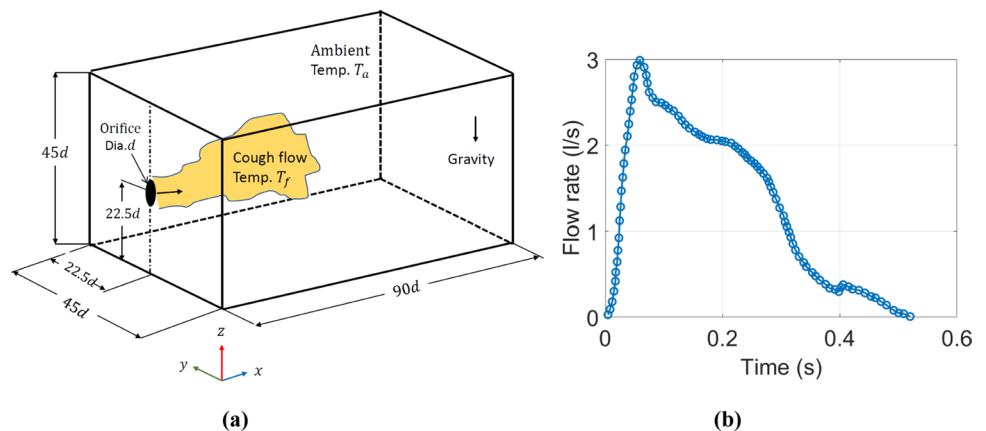 Ambient
Temp. Tₐ
Orifice
Dia.d
45d
Cough flow
Temp. T_f
Gravity
22.5d
22.5d
45d
90d
z
y
x
(a)
Flow rate (l/s)
3
2
1
0
0
0.2
0.4
0.6
Time (s)
(b)